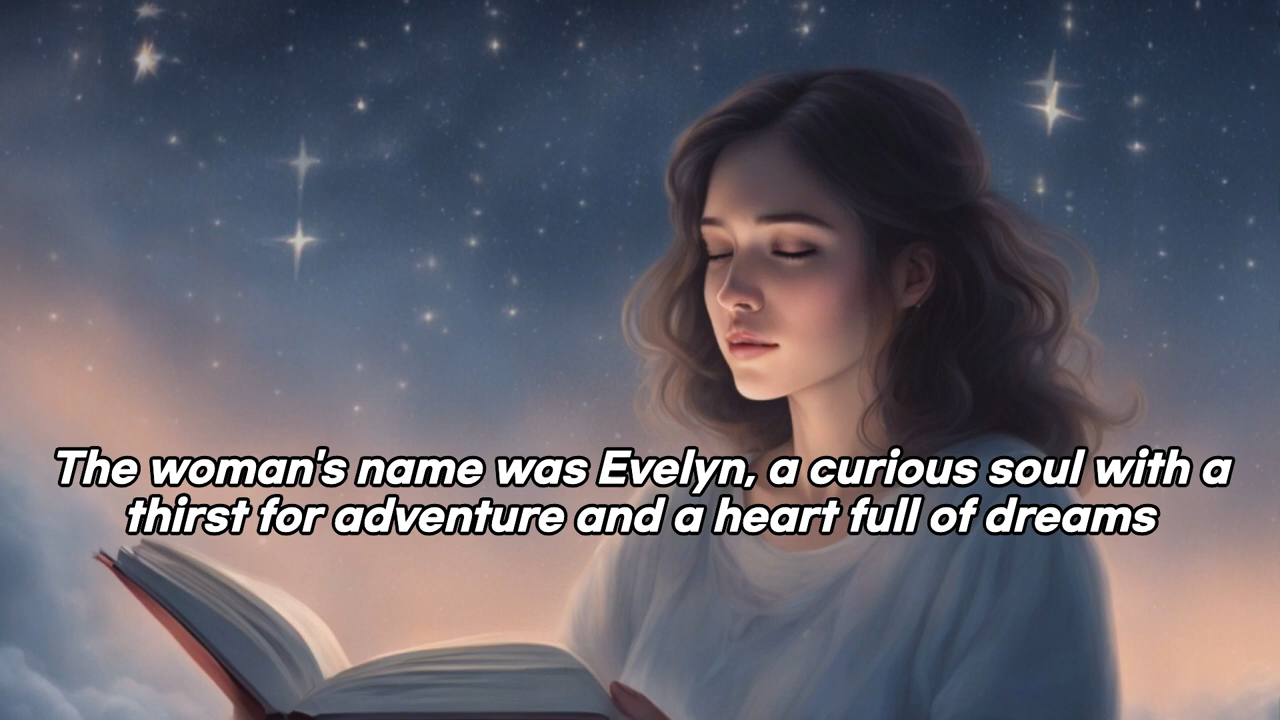 The woman's name was Evelyn, a curious soul with a
thirst for adventure and a heart full of dreams